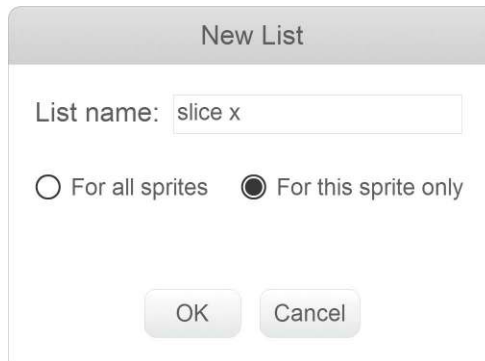 New List
List name: slice x
For all sprites For this sprite only
OK Cancel